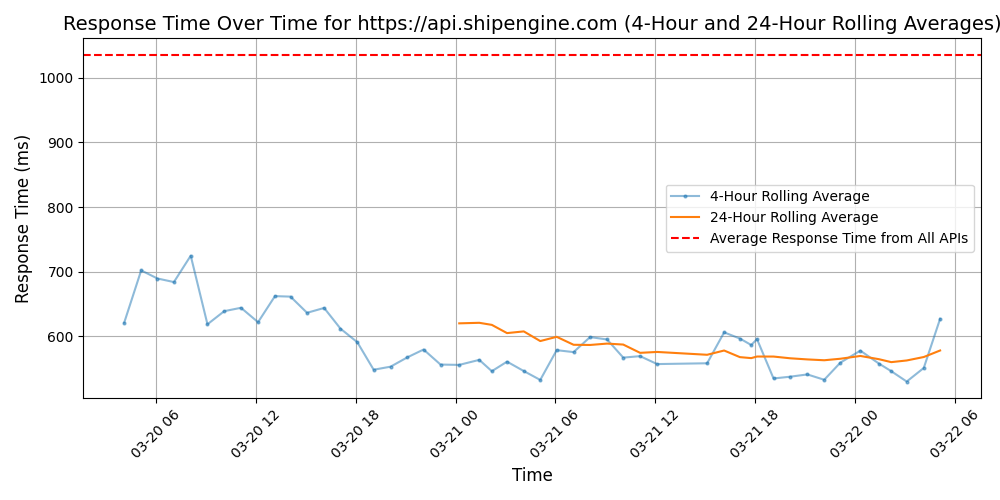 Response Time Over Time for https://api.shipengine.com (4-Hour and 24-Hour Rolling Averages)
Response Time (ms)
1000
900
800
700
600
4-Hour Rolling Average
24-Hour Rolling Average
Average Response Time from All APIs
03-20 06
03-20 12
03-20 18
03-21 00
03-21 06
03-21 12
03-21 18
03-22 00
03-22 06
Time